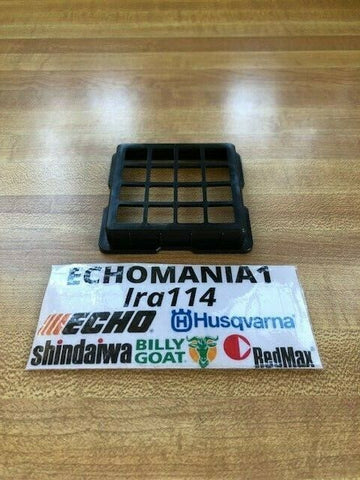 ECHOMANIA1
Ira114
ECHO Husqvarna
shindaiwa BILLY GOAT RedMax